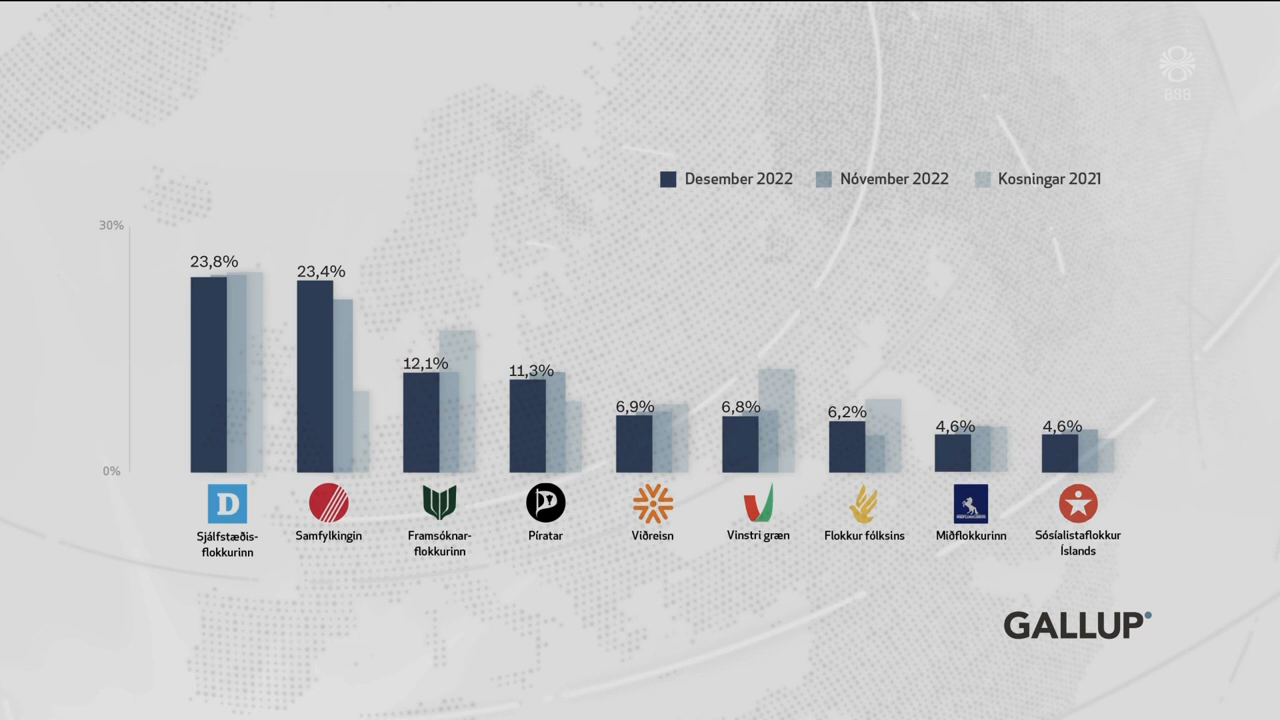 888
Desember 2022
Nóvember 2022
Kosningar 2021
30%
0%
23,8%
23,4%
12,1%
11,3%
6,9%
6,8%
6,2%
4,6%
4,6%
D
Sjálfstæðis-
flokkurinn
Samfylkingin
Framsóknar-
flokkurinn
Píratar
Viðreisn
Vinstri græn
Flokkur fólksins
Miðflokkurinn
Sósíalistaflokkur
Íslands
GALLUP